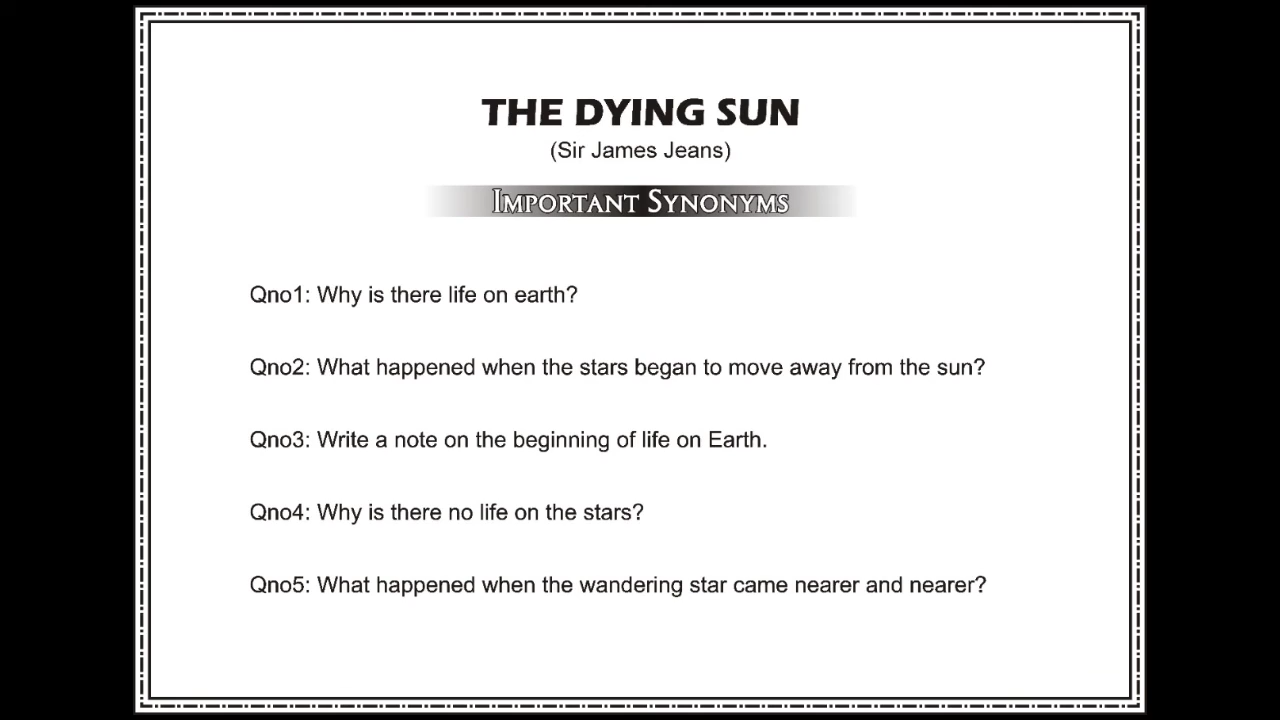 THE DYING SUN
(Sir James Jeans)
IMPORTANT SYNONYMS
Qno1: Why is there life on earth?
Qno2: What happened when the stars began to move away from the sun?
Qno3: Write a note on the beginning of life on Earth.
Qno4: Why is there no life on the stars?
Qno5: What happened when the wandering star came nearer and nearer?